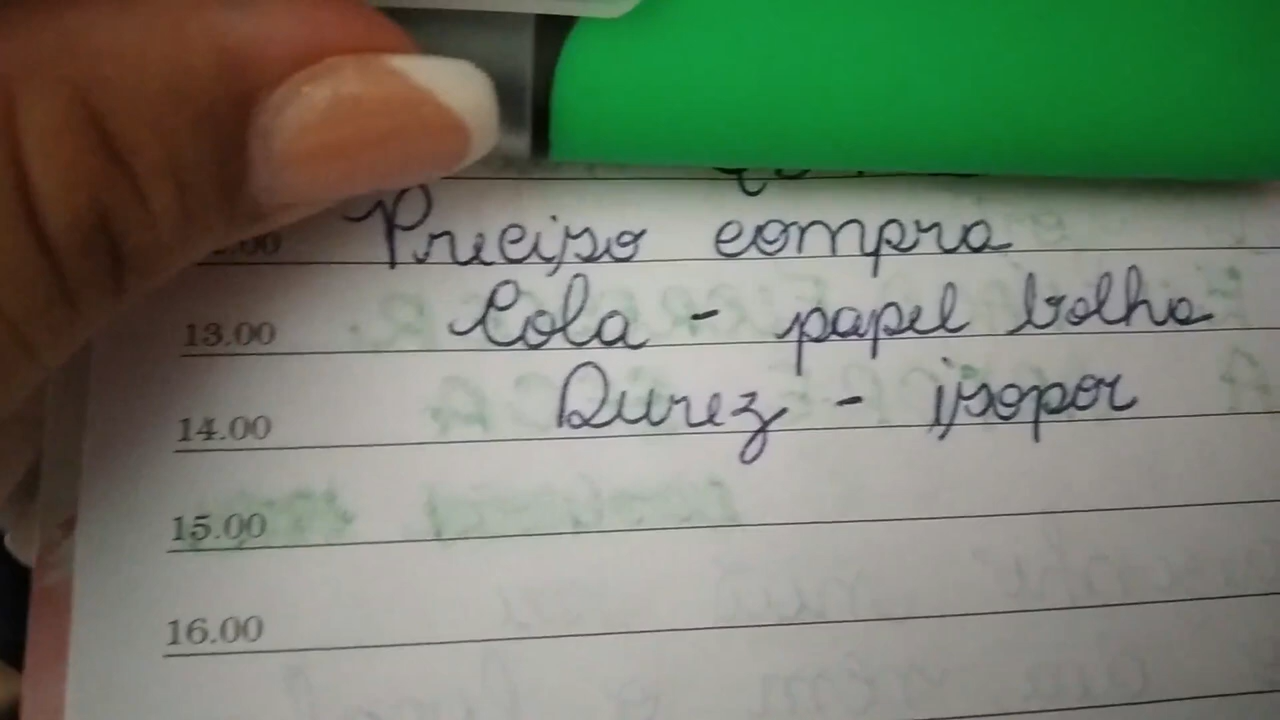 Preciso compra
13.00 Cola - papel bolha
14.00 Durez - isopor
15.00
16.00